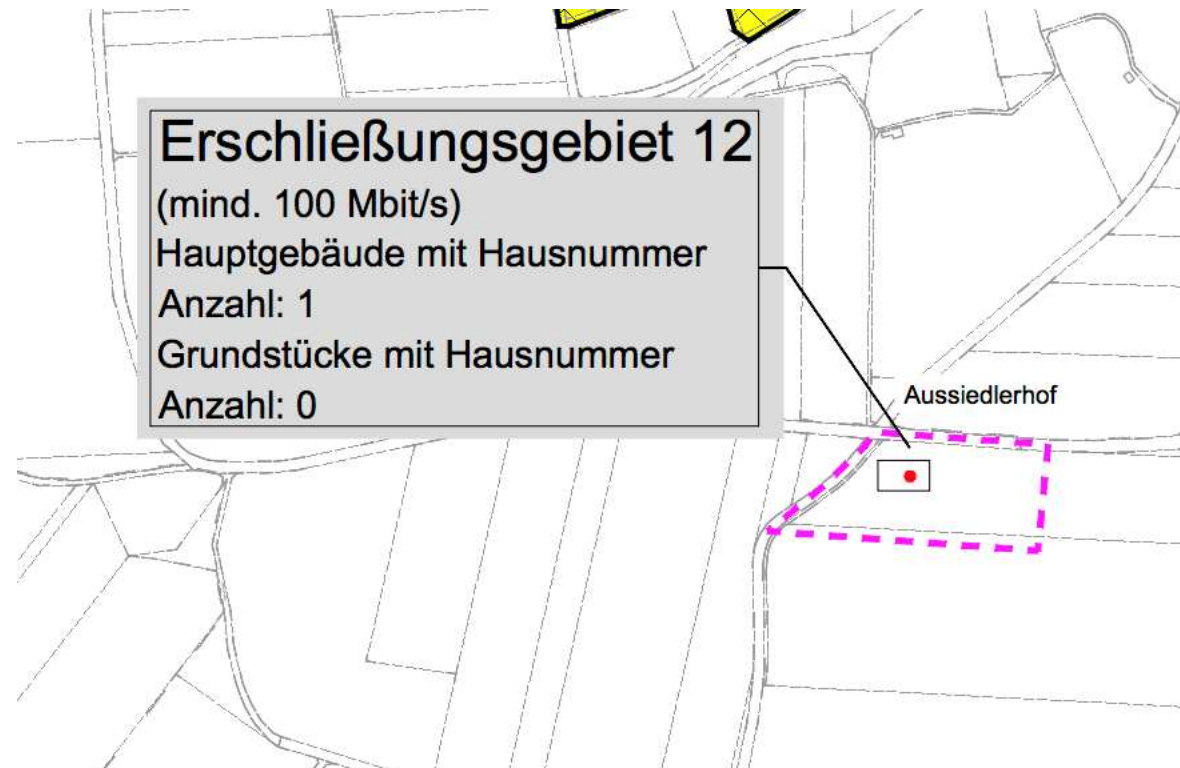 Erschließungsgebiet 12
(mind. 100 Mbit/s)
Hauptgebäude mit Hausnummer
Anzahl: 1
Grundstücke mit Hausnummer
Anzahl: 0
Aussiedlerhof